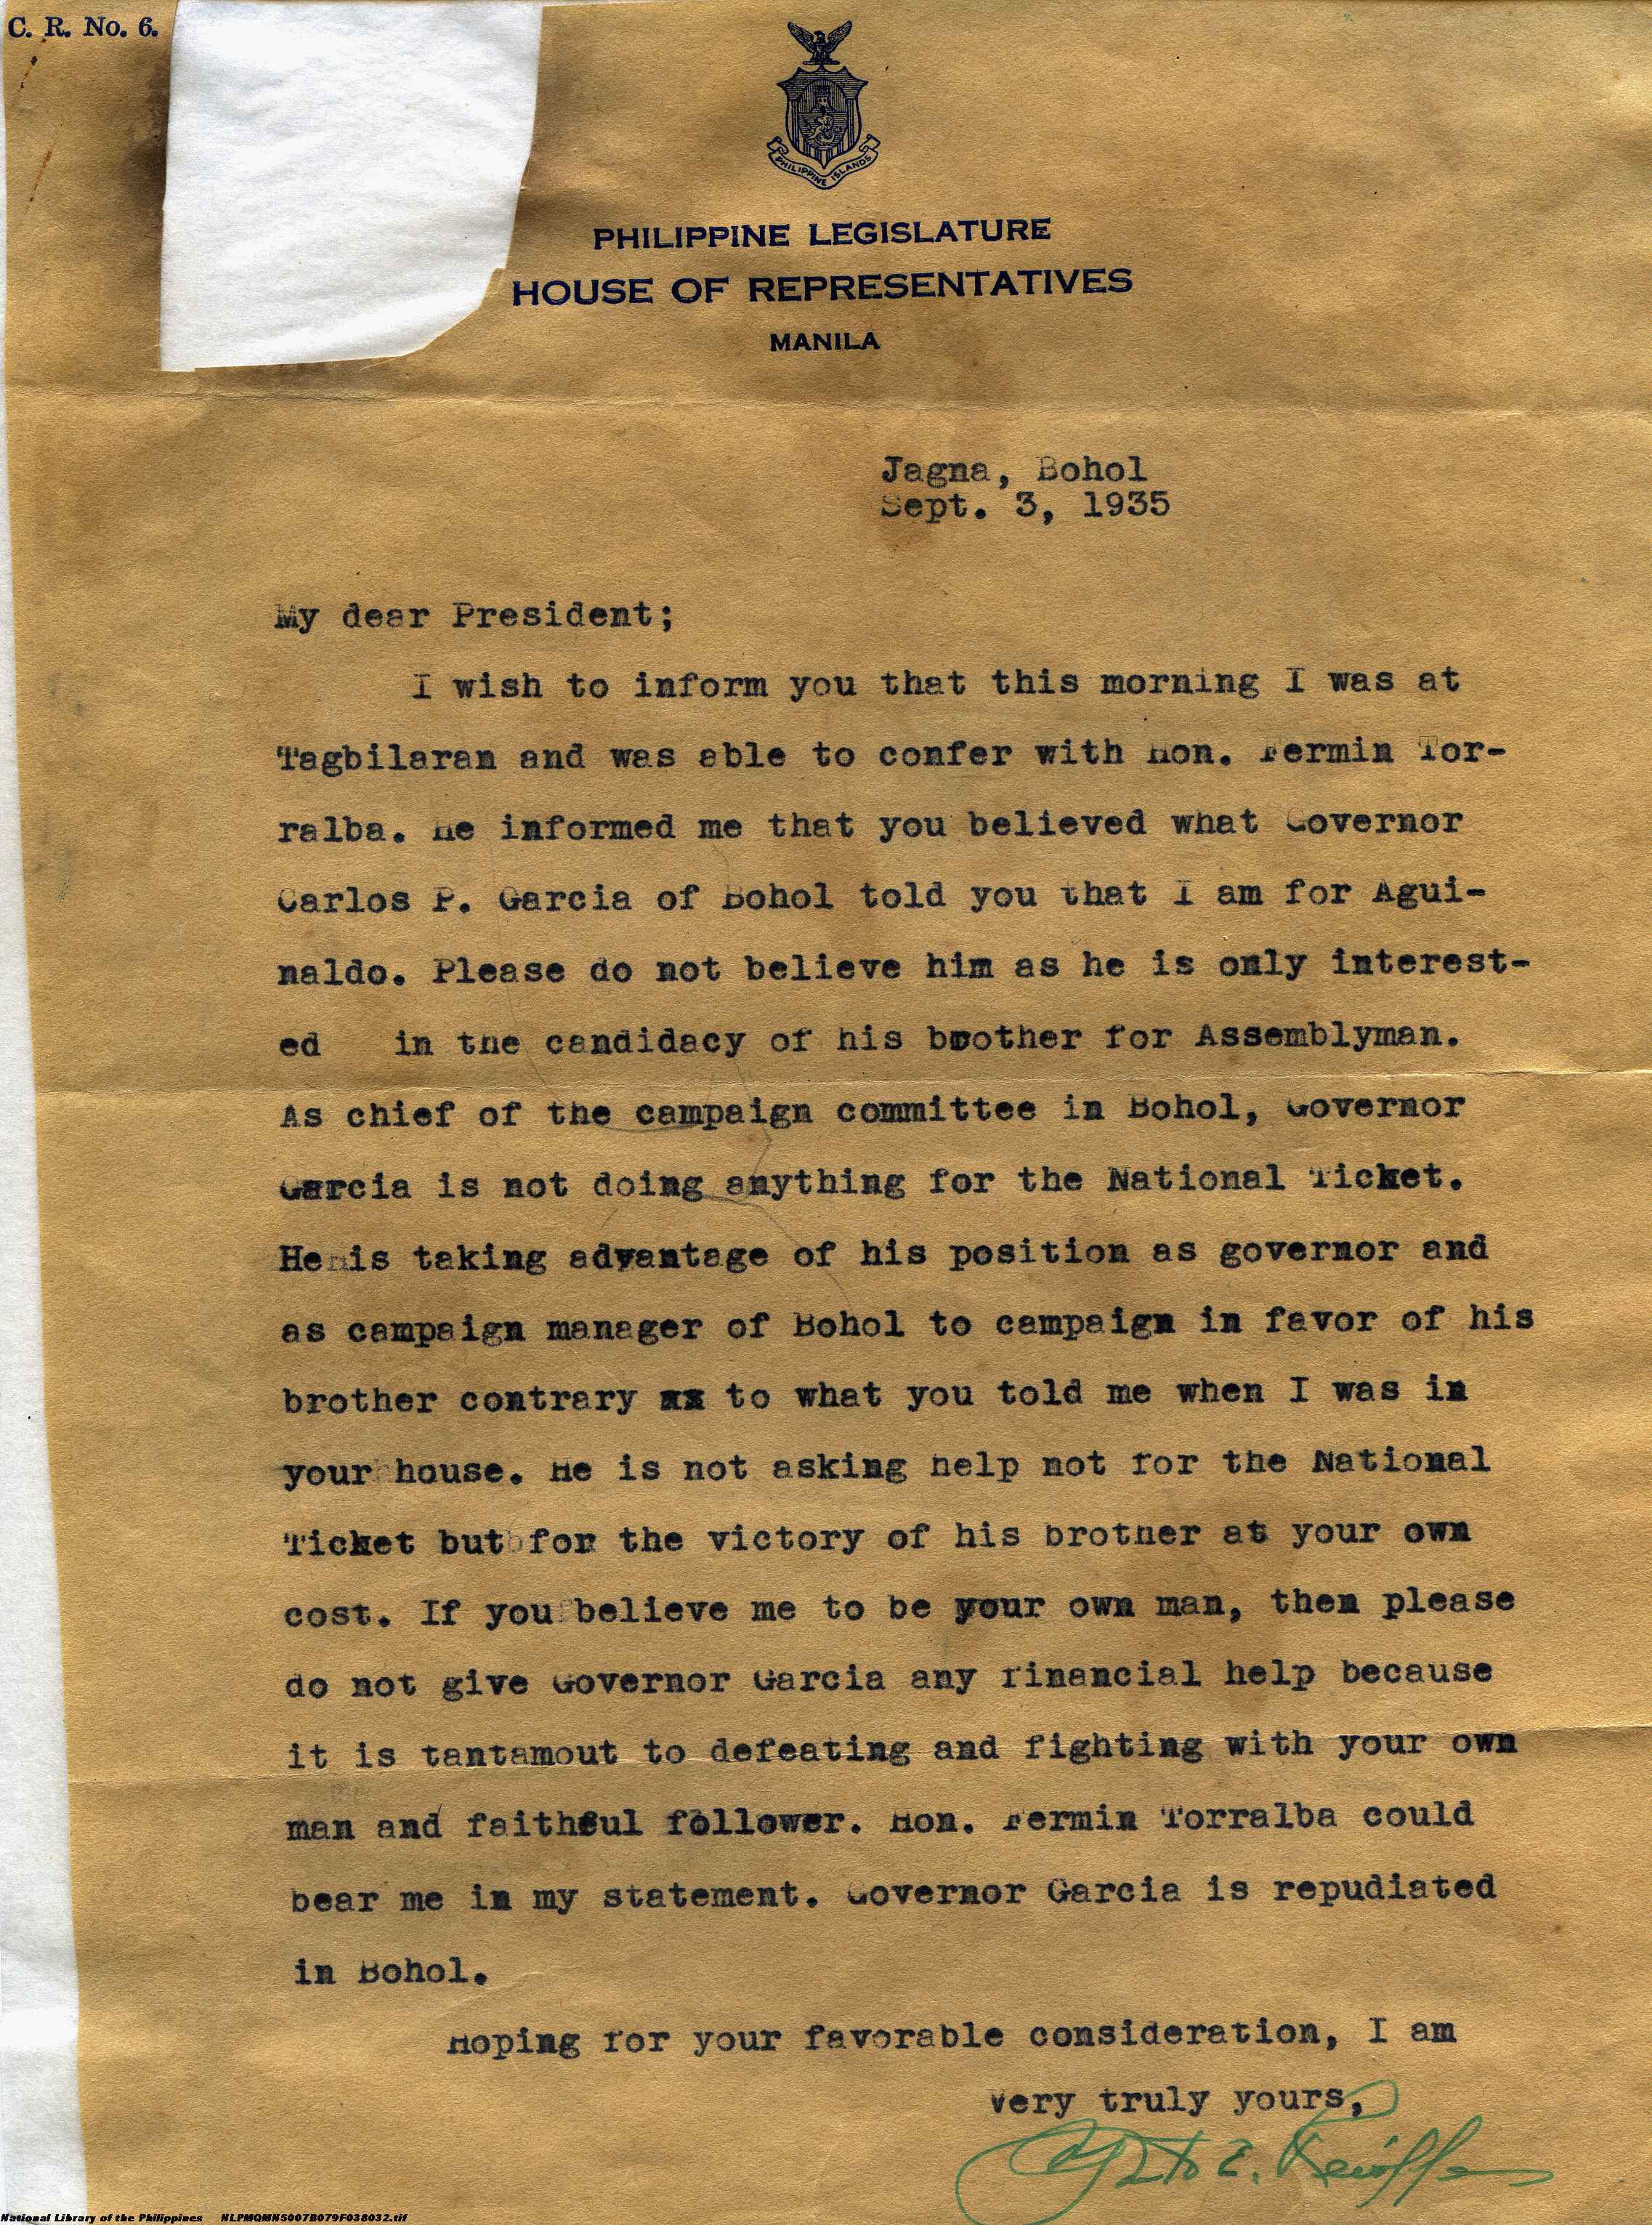 C. R. No. 6.
PHILIPPINE ISLANDS
PHILIPPINE LEGISLATURE
HOUSE OF REPRESENTATIVES
MANILA
Jagna, Bohol
Sept. 3, 1935
My dear President;
I wish to inform you that this morning I was at
Tagbilaran and was able to confer with Hon. Fermin Tor-
ralba. He informed me that you believed what Governor
Carlos P. Garcia of Bohol told you that I am for Agui-
naldo. Please do not believe him as he is only interest-
ed in the candidacy of his brother for Assemblyman.
As chief of the campaign committee in Bohol, Governor
Garcia is not doing anything for the National Ticket.
He is taking advantage of his position as governor and
as campaign manager of Bohol to campaign in favor of his
brother contrary xx to what you told me when I was in
your house. He is not asking help not for the National
Ticket but for the victory of his brother at your own
cost. If you believe me to be your own man, then please
do not give Governor Garcia any financial help because
it is tantamout to defeating and fighting with your own
man and faithful follower. Hon. Fermin Torralba could
bear me in my statement. Governor Garcia is repudiated
in Bohol.
Hoping for your favorable consideration, I am
Very truly yours,
National Library of the Philippines NLPMQMNS007B079F038032.tif